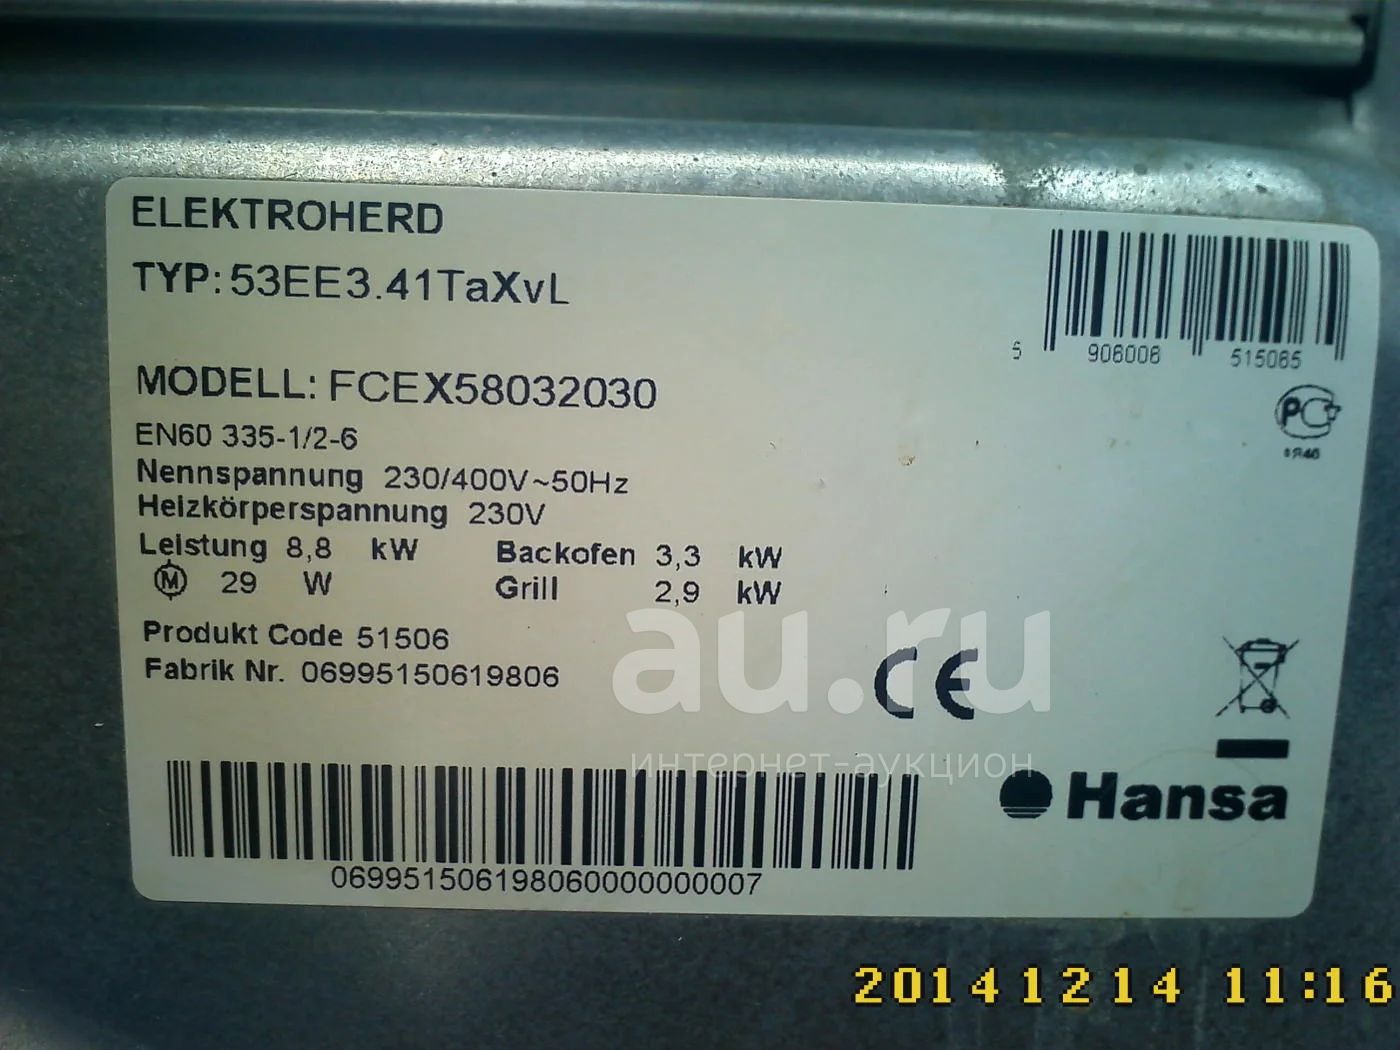 ELEKTROHERD
TYP: 53EE3.41TaXvL
5 906006 515065
MODELL: FCEX58032030
EN60 335-1/2-6
Nennspannung 230/400V~50Hz
Heizkörperspannung 230V
Leistung 8,8 kW Backofen 3,3 kW
M 29 W Grill 2,9 kW
Produkt Code 51506
Fabrik Nr. 06995150619806
CE
au.ru
интернет-аукцион
Hansa
069951506198060000000007
20141214 11:16